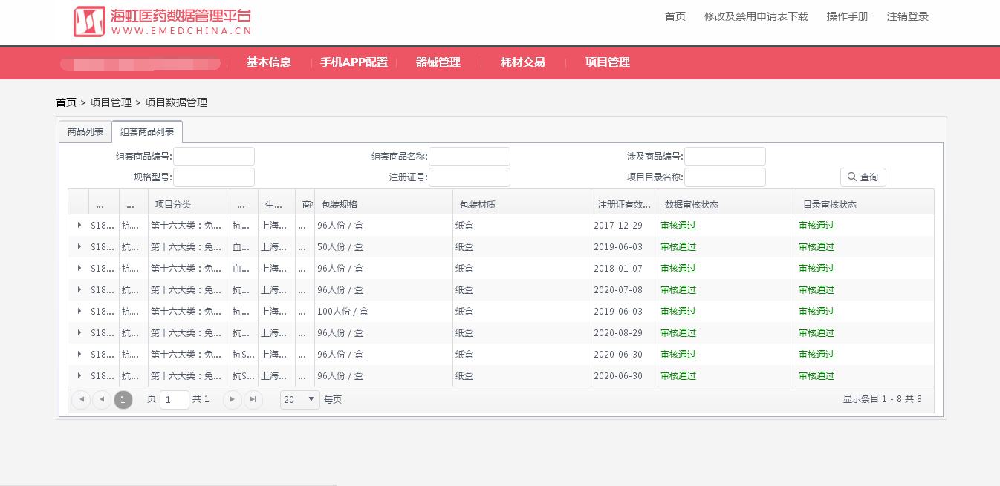 海虹医药数据管理平台
WWW.EMEDCHINA.CN
首页 修改及禁用申请表下载 操作手册 注销登录
基本信息 手机APP配置 器械管理 耗材交易 项目管理
首页 > 项目管理 > 项目数据管理
商品列表 组套商品列表
组套商品编号: 组套商品名称: 涉及商品编号:
规格型号: 注册证号: 项目目录名称: 查询
... ... 项目分类 ... 生... 商 包装规格 包装材质 注册证有效... 数据审核状态 目录审核状态
S18... 抗... 第十六大类：免... 抗... 上海... ... 96人份 / 盒 纸盒 2017-12-29 审核通过 审核通过
S18... 抗... 第十六大类：免... 血... 上海... ... 50人份 / 盒 纸盒 2019-06-03 审核通过 审核通过
S18... 抗... 第十六大类：免... 血... 上海... ... 96人份 / 盒 纸盒 2018-01-07 审核通过 审核通过
S18... 抗... 第十六大类：免... 抗... 上海... ... 96人份 / 盒 纸盒 2020-07-08 审核通过 审核通过
S18... 抗... 第十六大类：免... 抗... 上海... ... 100人份 / 盒 纸盒 2019-06-03 审核通过 审核通过
S18... 抗... 第十六大类：免... 抗... 上海... ... 96人份 / 盒 纸盒 2020-08-29 审核通过 审核通过
S18... 抗... 第十六大类：免... 抗S... 上海... ... 96人份 / 盒 纸盒 2020-06-30 审核通过 审核通过
S18... 抗... 第十六大类：免... 抗S... 上海... ... 96人份 / 盒 纸盒 2020-06-30 审核通过 审核通过
1 页 1 共 1 20 每页 显示条目 1 - 8 共 8